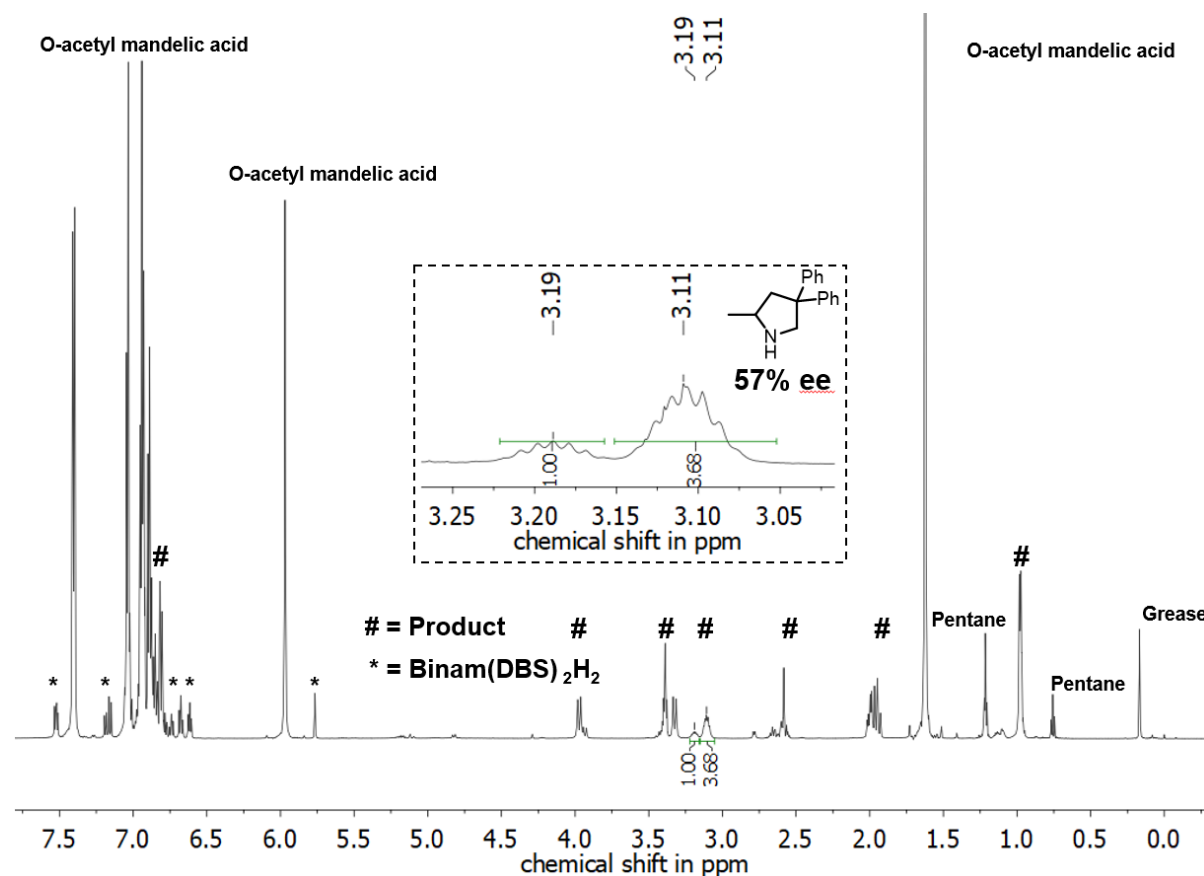 O-acetyl mandelic acid
3.19
3.11
O-acetyl mandelic acid
O-acetyl mandelic acid
3.19
3.11
Ph
Ph
N
H
57% ee
1.00
3.68
3.25 3.20 3.15 3.10 3.05
chemical shift in ppm
#
#
# = Product
* = Binam(DBS)2H2
# # # # #
Pentane
Grease
Pentane
* * * * *
1.00
3.68
7.5 7.0 6.5 6.0 5.5 5.0 4.5 4.0 3.5 3.0 2.5 2.0 1.5 1.0 0.5 0.0
chemical shift in ppm